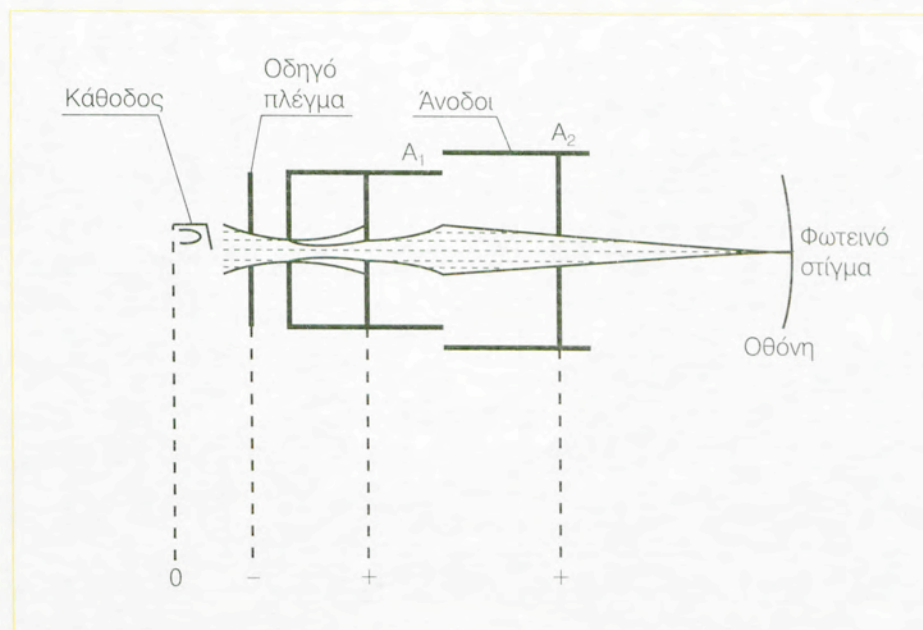 Οδηγό
πλέγμα
Κάθοδος
Άνοδοι
A₁
A₂
Φωτεινό
στίγμα
Οθόνη
0
−
+
+